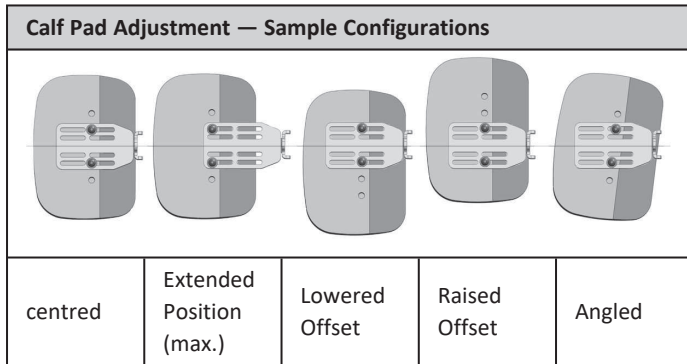 Calf Pad Adjustment — Sample Configurations
centred
Extended
Position
(max.)
Lowered
Offset
Raised
Offset
Angled